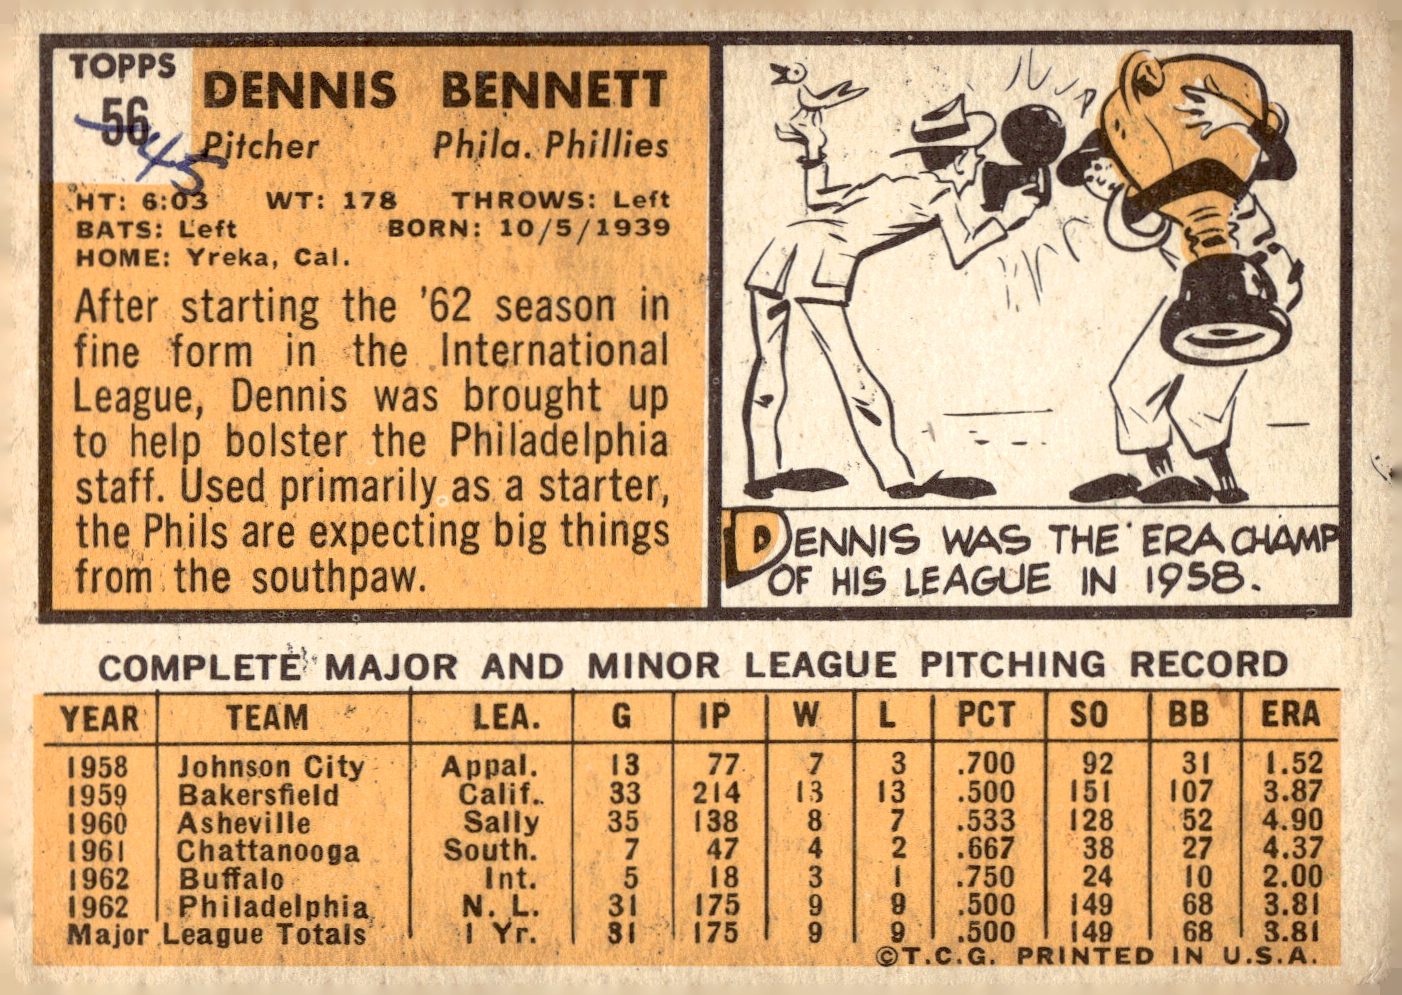 TOPPS
56
45
DENNIS BENNETT
Pitcher Phila. Phillies
HT: 6:03 WT: 178 THROWS: Left
BATS: Left BORN: 10/5/1939
HOME: Yreka, Cal.
After starting the '62 season in
fine form in the International
League, Dennis was brought up
to help bolster the Philadelphia
staff. Used primarily as a starter,
the Phils are expecting big things
from the southpaw.
DENNIS WAS THE ERA CHAMP
OF HIS LEAGUE IN 1958.
COMPLETE MAJOR AND MINOR LEAGUE PITCHING RECORD
YEAR TEAM LEA. G IP W L PCT SO BB ERA
1958 Johnson City Appal. 13 77 7 3 .700 92 31 1.52
1959 Bakersfield Calif. 33 214 13 13 .500 151 107 3.87
1960 Asheville Sally 35 138 8 7 .533 128 52 4.90
1961 Chattanooga South. 7 47 4 2 .667 38 27 4.37
1962 Buffalo Int. 5 18 3 1 .750 24 10 2.00
1962 Philadelphia N. L. 31 175 9 9 .500 149 68 3.81
Major League Totals 1 Yr. 31 175 9 9 .500 149 68 3.81
©T.C.G. PRINTED IN U.S.A.